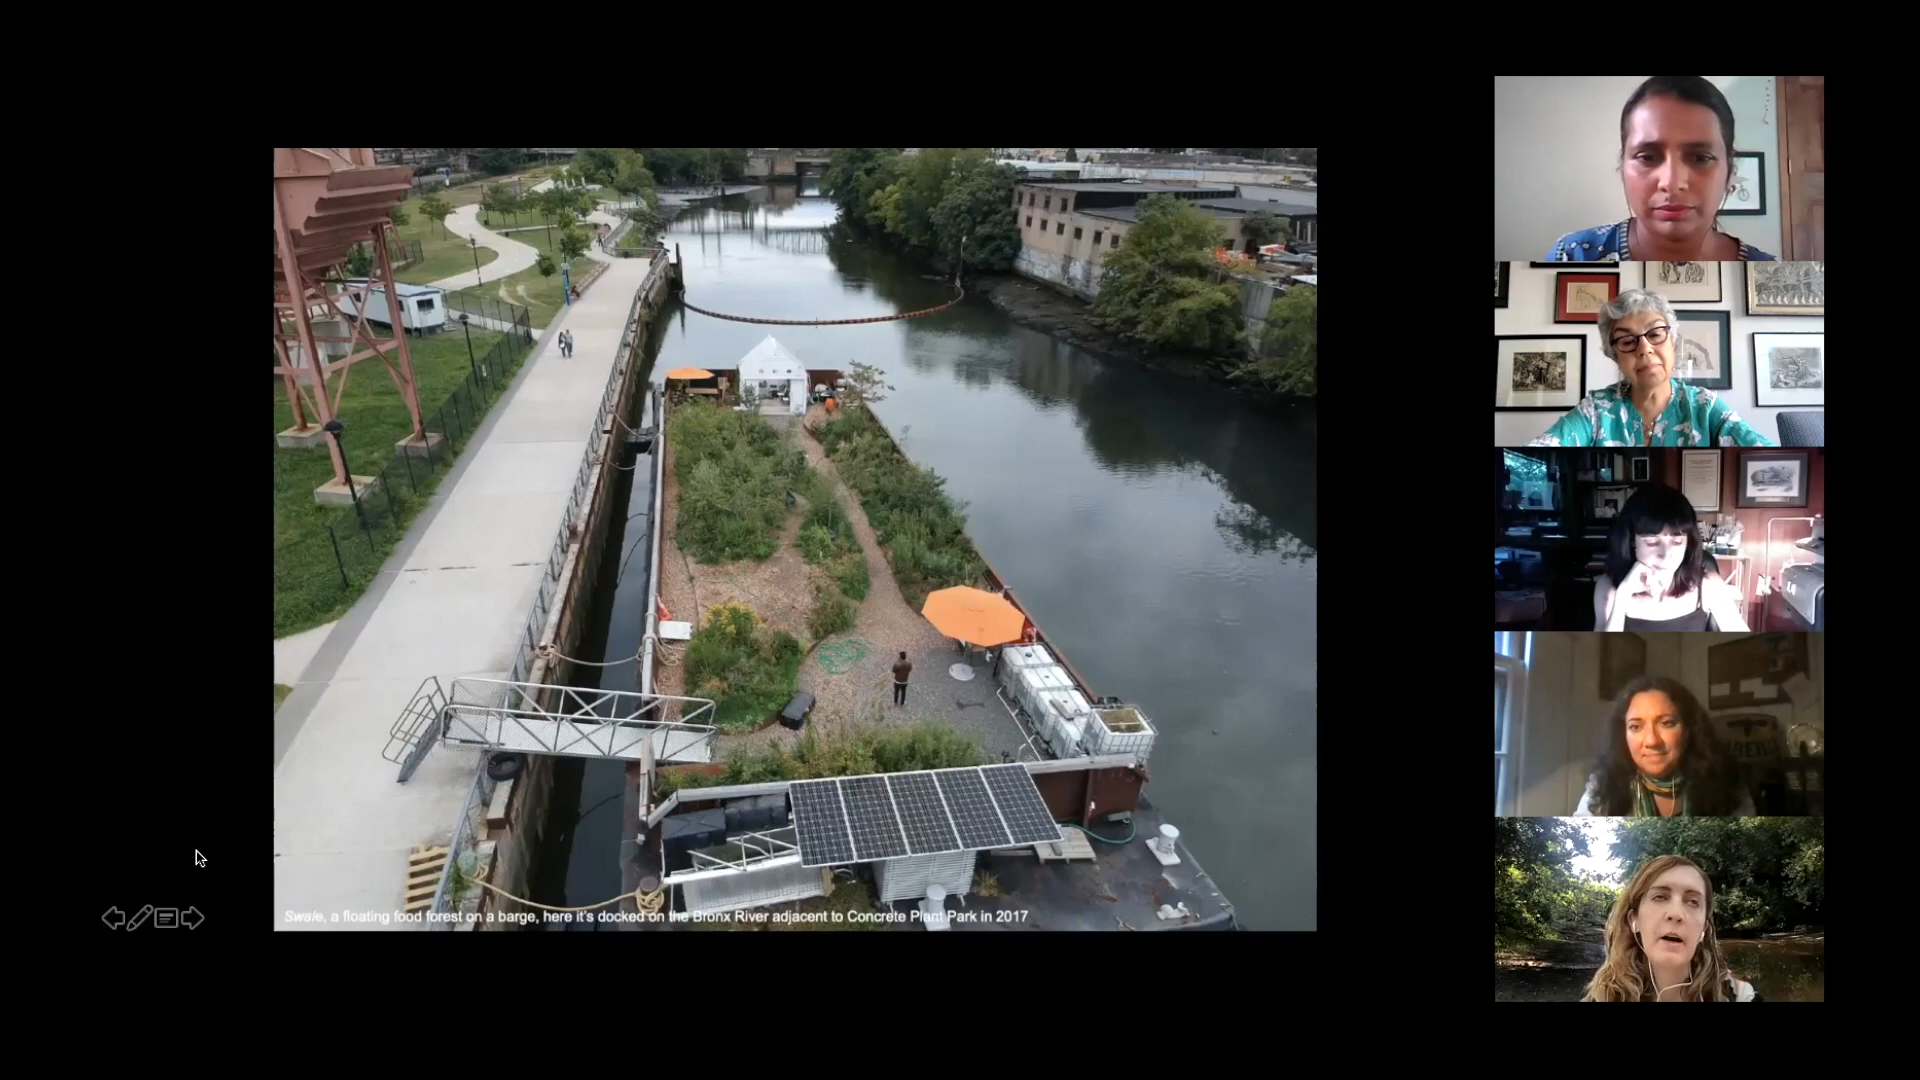 Swale, a floating food forest on a barge, here it's docked on the Bronx River adjacent to Concrete Plant Park in 2017